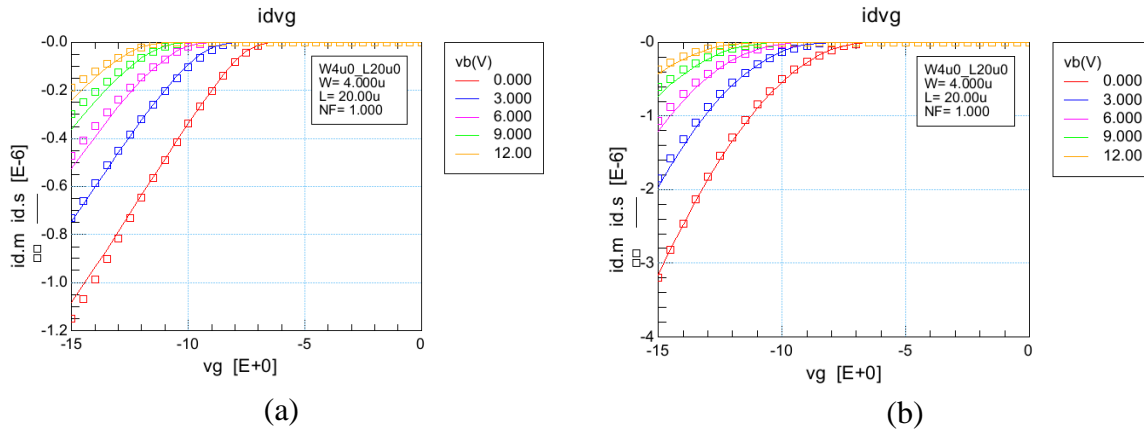 idvg
-0.0
-0.2
-0.4
-0.6
-0.8
-1.0
-1.2
id.m id.s [E-6]
-15
-10
-5
0
vg [E+0]
W4u0_L20u0
W= 4.000u
L= 20.00u
NF= 1.000
vb(V)
0.000
3.000
6.000
9.000
12.00
(a)
idvg
-0
-1
-2
-3
-4
id.m id.s [E-6]
-15
-10
-5
0
vg [E+0]
W4u0_L20u0
W= 4.000u
L= 20.00u
NF= 1.000
vb(V)
0.000
3.000
6.000
9.000
12.00
(b)